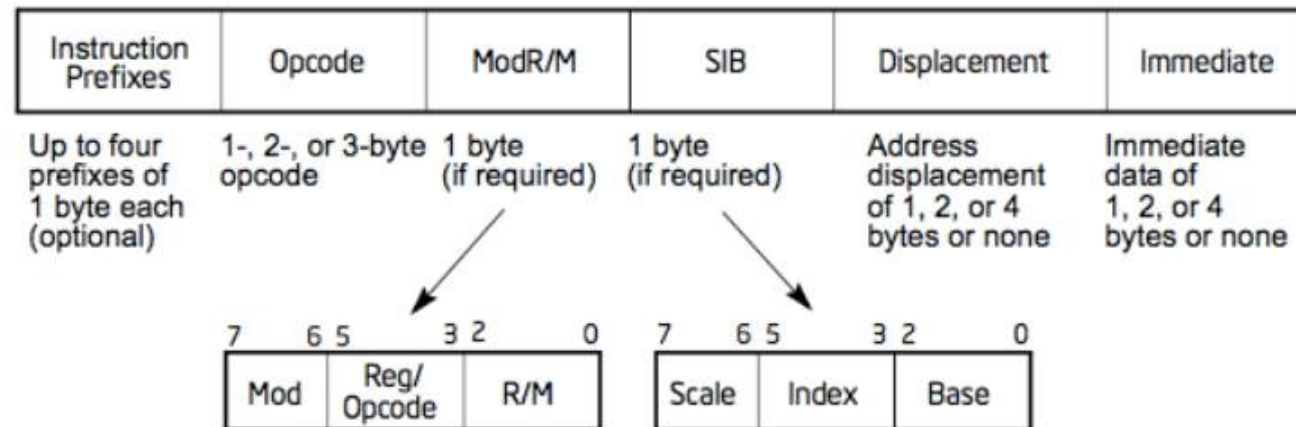 Instruction Prefixes Opcode ModR/M SIB Displacement Immediate
Up to four 1-, 2-, or 3-byte 1 byte 1 byte Address Immediate
prefixes of opcode (if required) (if required) displacement data of
1 byte each of 1, 2, or 4 1, 2, or 4
(optional) bytes or none bytes or none
7 6 5 3 2 0 7 6 5 3 2 0
Mod Reg/ Opcode R/M Scale Index Base